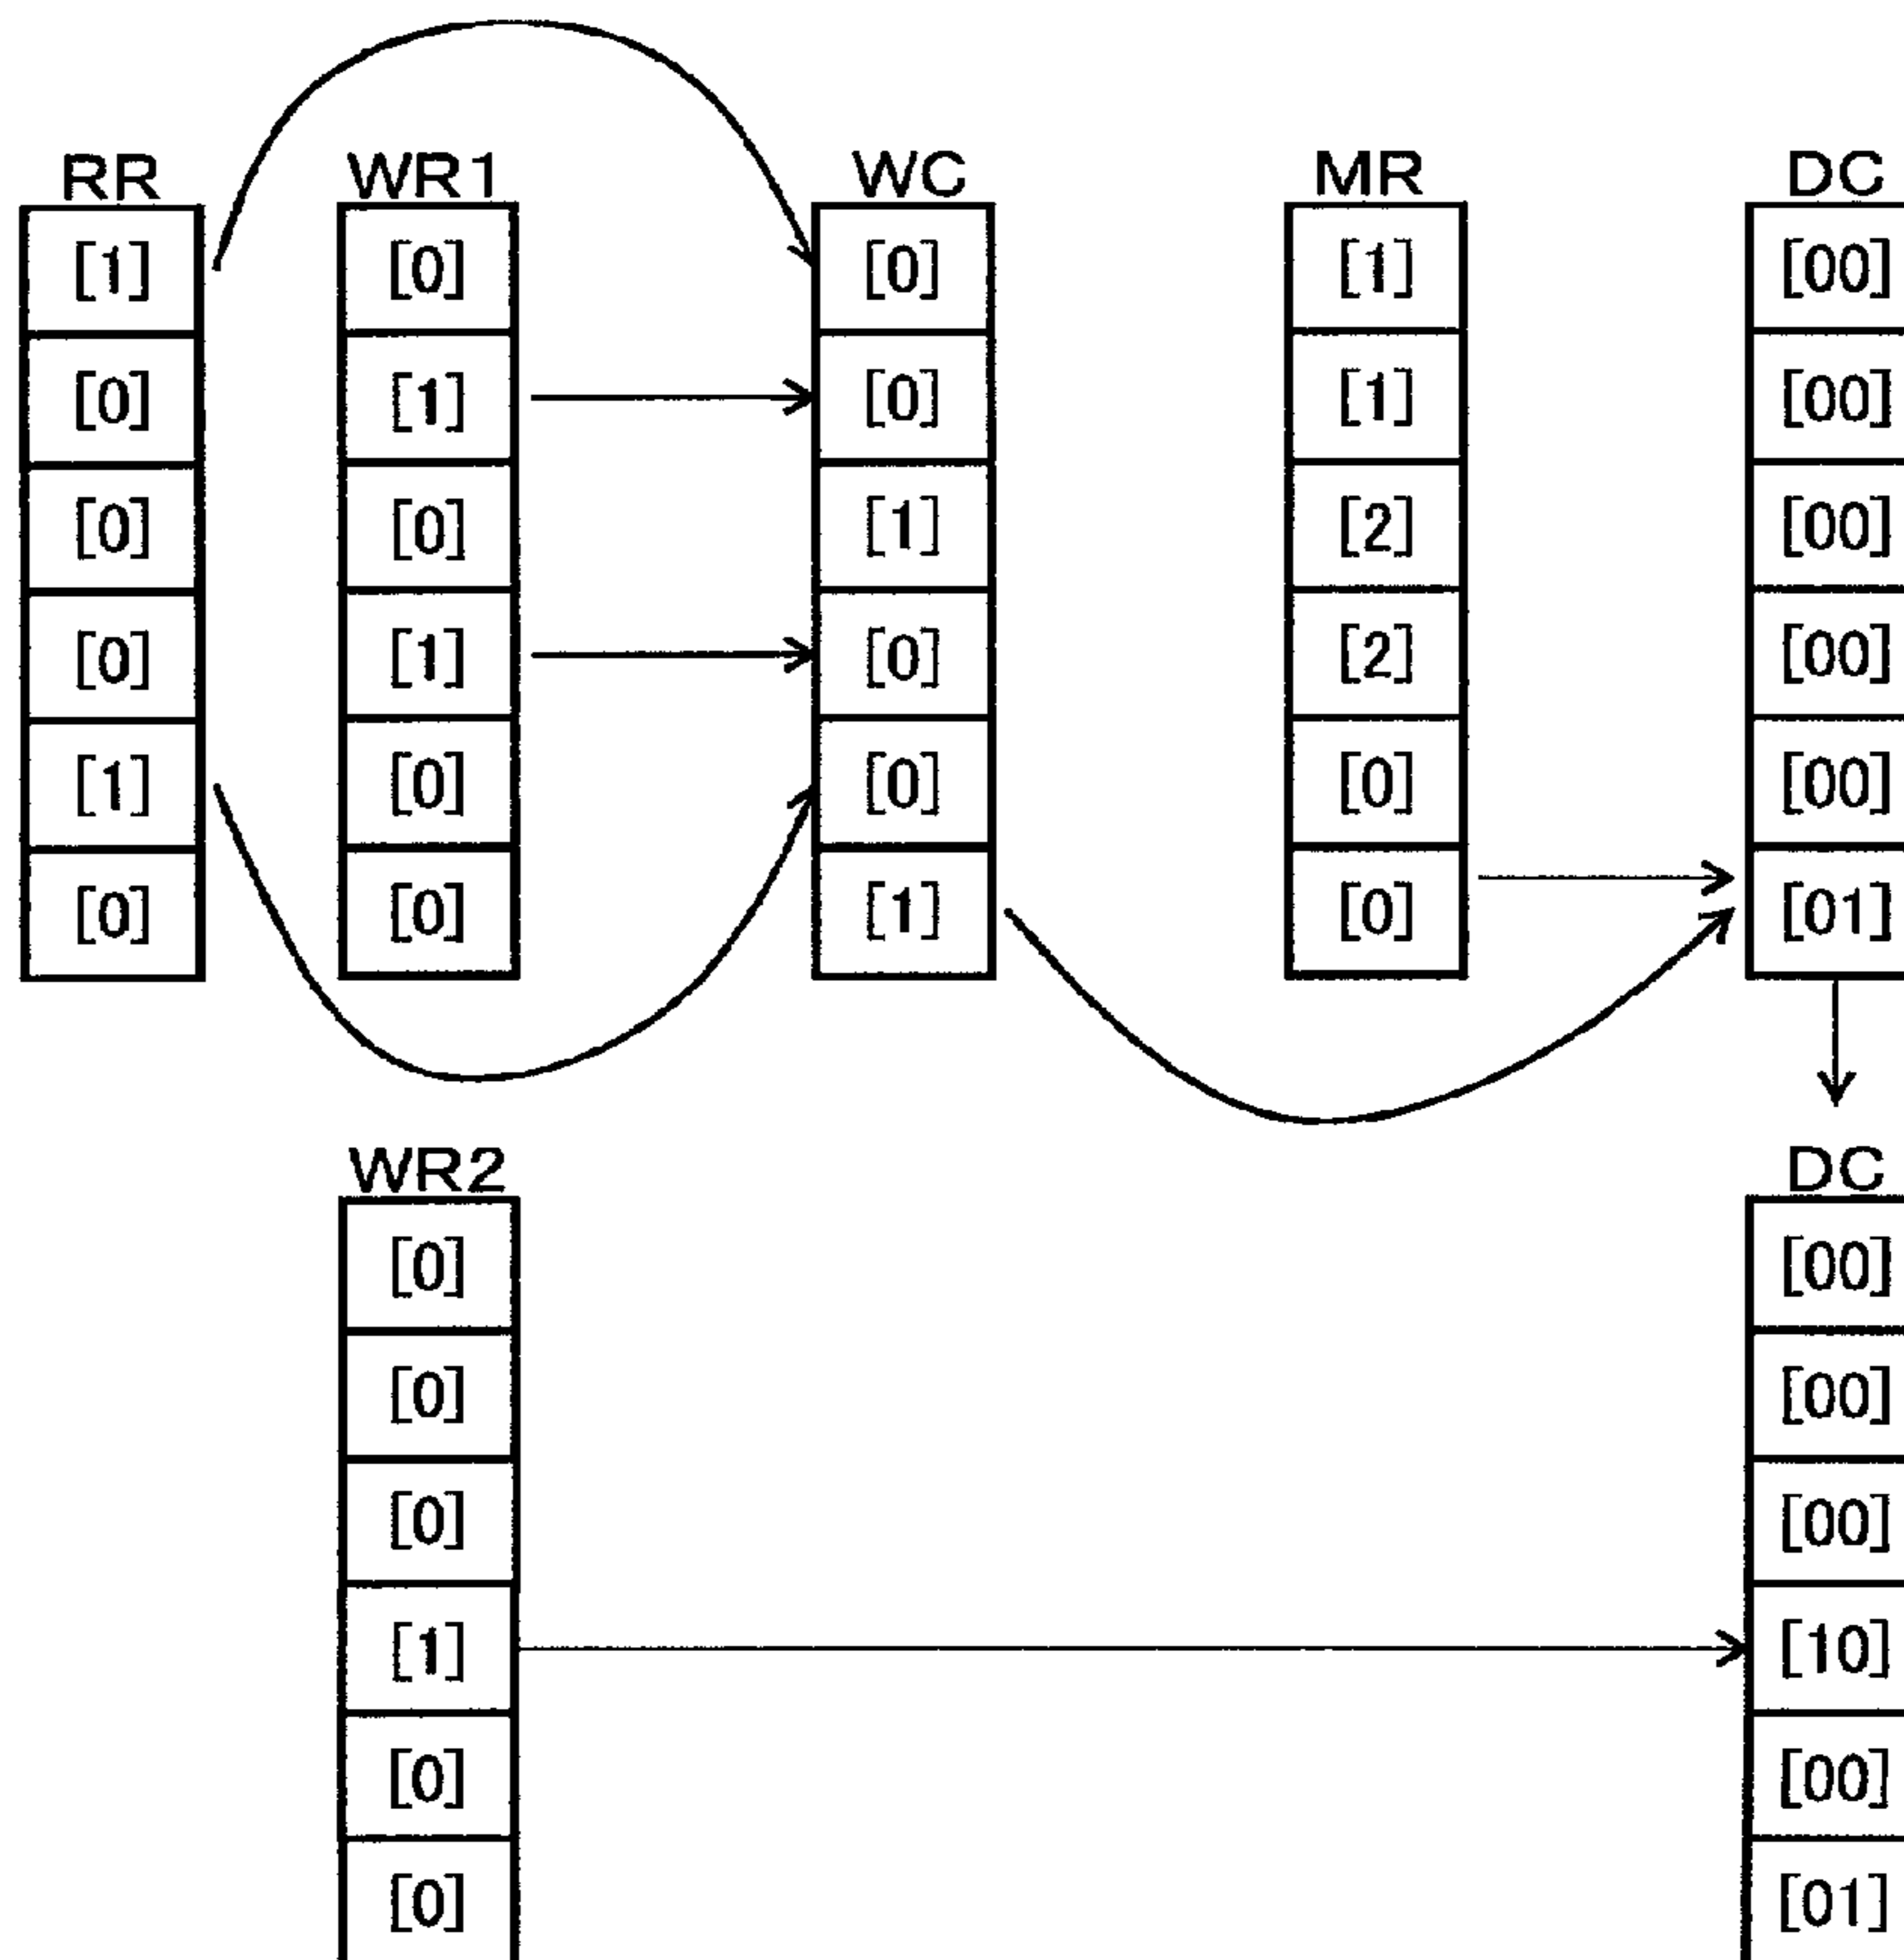 RR WR1 WC MR DC
[1] [0] [0] [1] [00]
[0] [1] [0] [1] [00]
[0] [0] [1] [2] [00]
[0] [1] [0] [2] [00]
[1] [0] [0] [0] [00]
[0] [0] [1] [0] [01]
WR2 DC
[0] [00]
[0] [00]
[0] [00]
[1] [10]
[0] [00]
[0] [01]